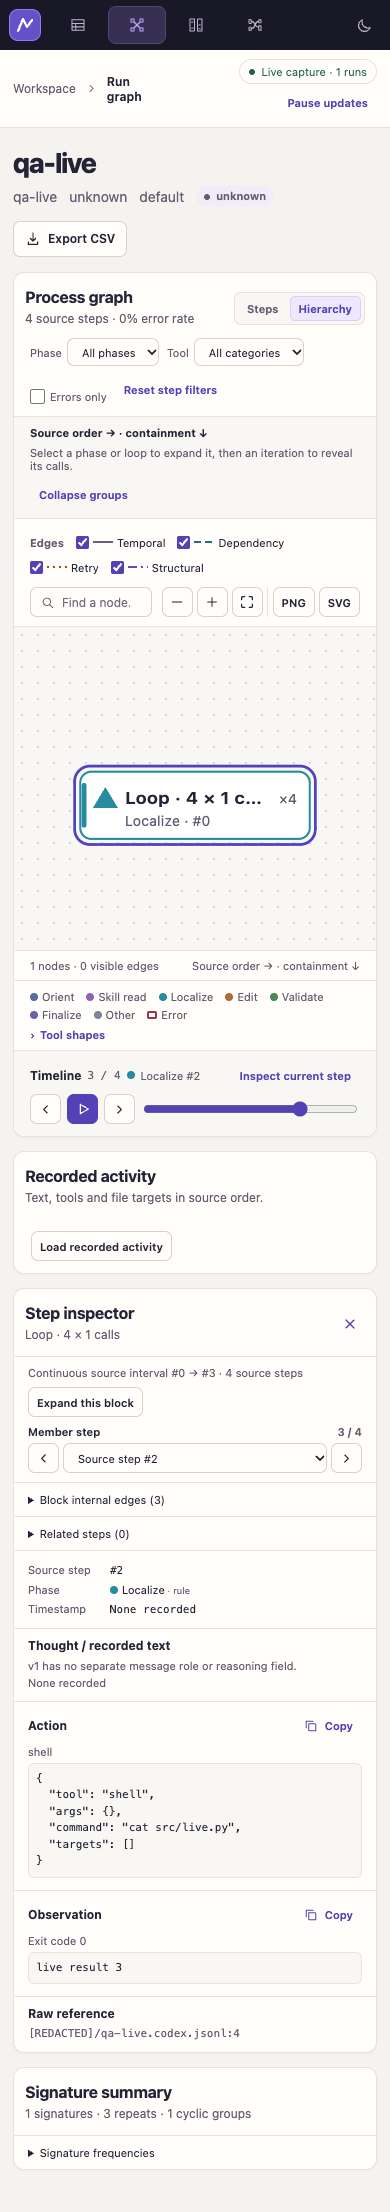 Workspace > Run graph
Live capture · 1 runs
Pause updates
qa-live
qa-live unknown default unknown
Export CSV
Process graph
4 source steps · 0% error rate
Steps Hierarchy
Phase All phases Tool All categories
Errors only Reset step filters
Source order → · containment ↓
Select a phase or loop to expand it, then an iteration to reveal
its calls.
Collapse groups
Edges Temporal Dependency
Retry Structural
Find a node. PNG SVG
Loop · 4 × 1 c... ×4
Localize · #0
1 nodes · 0 visible edges Source order → · containment ↓
Orient Skill read Localize Edit Validate
Finalize Other Error
› Tool shapes
Timeline 3 / 4 Localize #2 Inspect current step
Recorded activity
Text, tools and file targets in source order.
Load recorded activity
Step inspector
Loop · 4 × 1 calls
Continuous source interval #0 → #3 · 4 source steps
Expand this block
Member step 3 / 4
Source step #2
Block internal edges (3)
Related steps (0)
Source step #2
Phase Localize · rule
Timestamp None recorded
Thought / recorded text
v1 has no separate message role or reasoning field.
None recorded
Action Copy
shell
{
"tool": "shell",
"args": {},
"command": "cat src/live.py",
"targets": []
}
Observation Copy
Exit code 0
live result 3
Raw reference
[REDACTED]/qa-live.codex.jsonl:4
Signature summary
1 signatures · 3 repeats · 1 cyclic groups
Signature frequencies